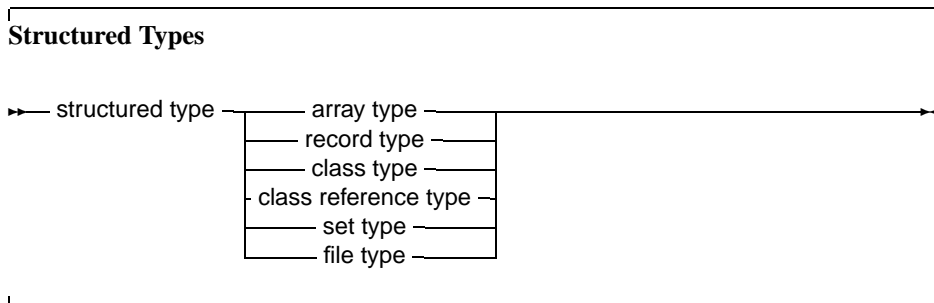 Structured Types
structured type array type
record type
class type
class reference type
set type
file type